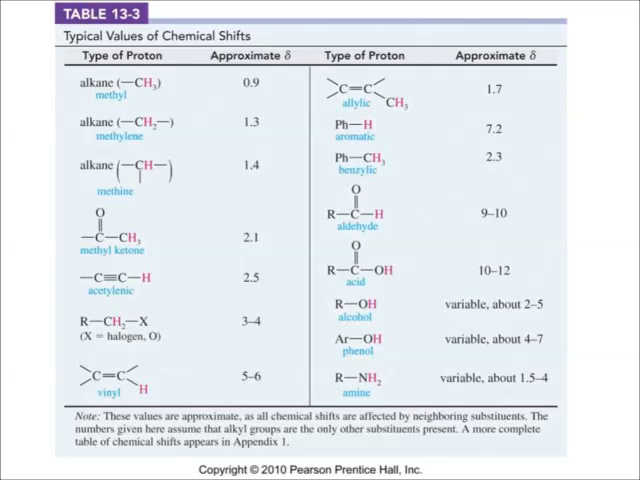 TABLE 13-3
Typical Values of Chemical Shifts
Type of Proton Approximate δ Type of Proton Approximate δ
alkane (—CH₃) 0.9
methyl
alkane (—CH₂—) 1.3
methylene
alkane (—CH—) 1.4
methine
O
—C—CH₃ 2.1
methyl ketone
—C≡C—H 2.5
acetylenic
R—CH₂—X 3–4
(X = halogen, O)
C=C 5–6
H
vinyl
C=C 1.7
CH₃
allylic
Ph—H 7.2
aromatic
Ph—CH₃ 2.3
benzylic
O
R—C—H 9–10
aldehyde
O
R—C—OH 10–12
acid
R—OH variable, about 2–5
alcohol
Ar—OH variable, about 4–7
phenol
R—NH₂ variable, about 1.5–4
amine
Note: These values are approximate, as all chemical shifts are affected by neighboring substituents. The
numbers given here assume that alkyl groups are the only other substituents present. A more complete
table of chemical shifts appears in Appendix 1.
Copyright © 2010 Pearson Prentice Hall, Inc.